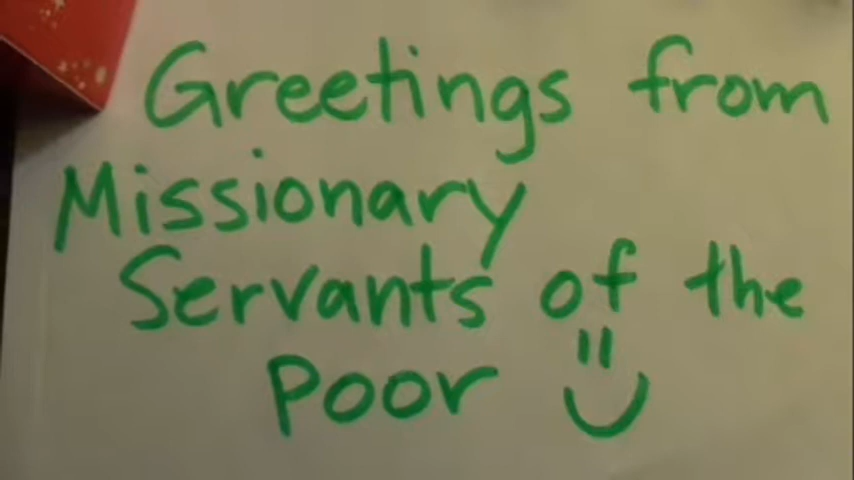 Greetings from
Missionary
Servants of the
Poor